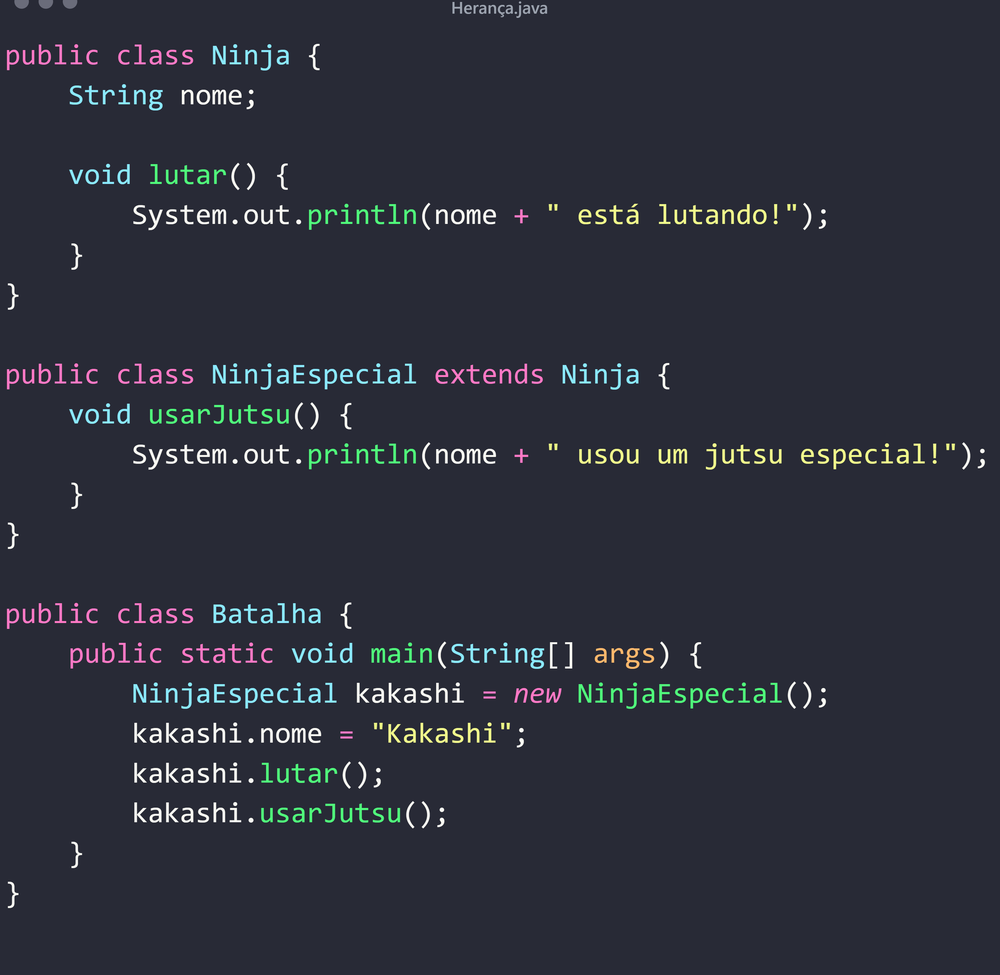 Herança.java
public class Ninja {
    String nome;
    void lutar() {
        System.out.println(nome + " está lutando!");
    }
}
public class NinjaEspecial extends Ninja {
    void usarJutsu() {
        System.out.println(nome + " usou um jutsu especial!");
    }
}
public class Batalha {
    public static void main(String[] args) {
        NinjaEspecial kakashi = new NinjaEspecial();
        kakashi.nome = "Kakashi";
        kakashi.lutar();
        kakashi.usarJutsu();
    }
}